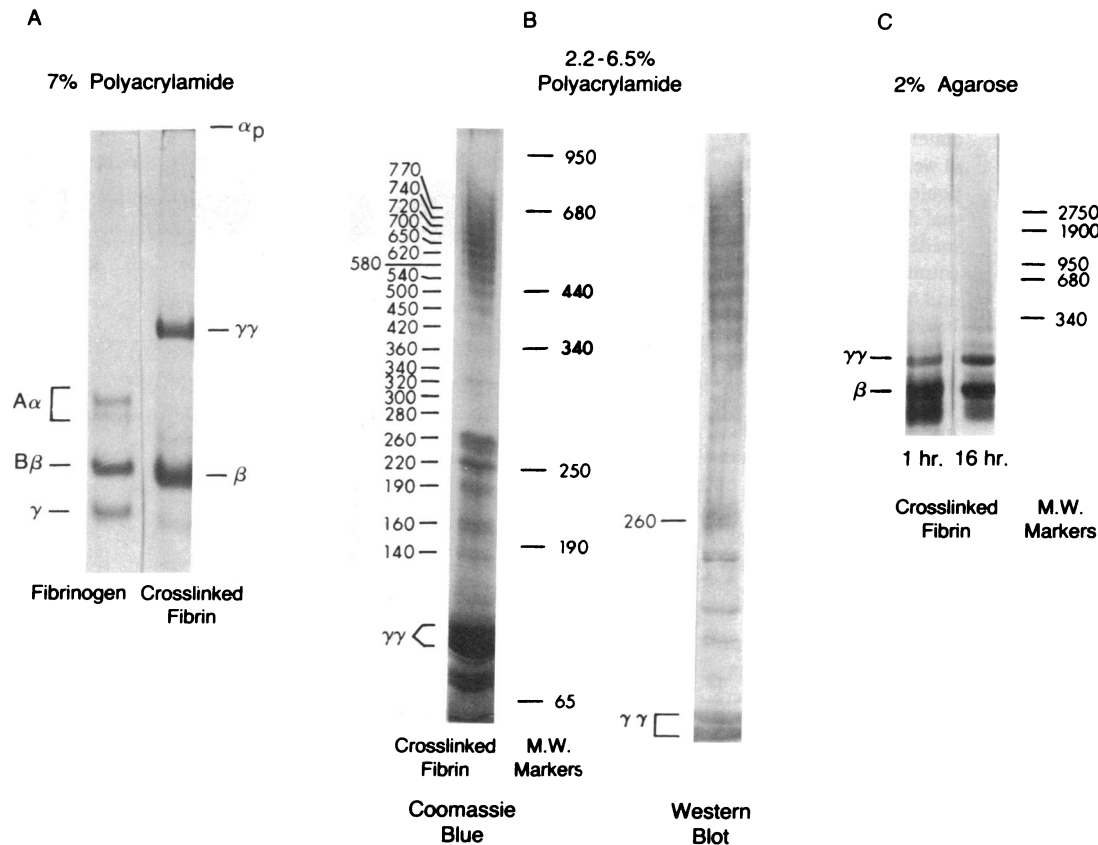 A
7% Polyacrylamide
αp
γγ
Aα
Bβ
γ
β
Fibrinogen
Crosslinked
Fibrin
B
2.2-6.5%
Polyacrylamide
770
740
720
700
650
620
580
540
500
450
420
360
340
320
300
280
260
220
190
160
140
γγ
950
680
440
340
250
190
65
Crosslinked
Fibrin
M.W.
Markers
Coomassie
Blue
260
γγ
Western
Blot
C
2% Agarose
2750
1900
950
680
340
γγ
β
1 hr. 16 hr.
Crosslinked
Fibrin
M.W.
Markers